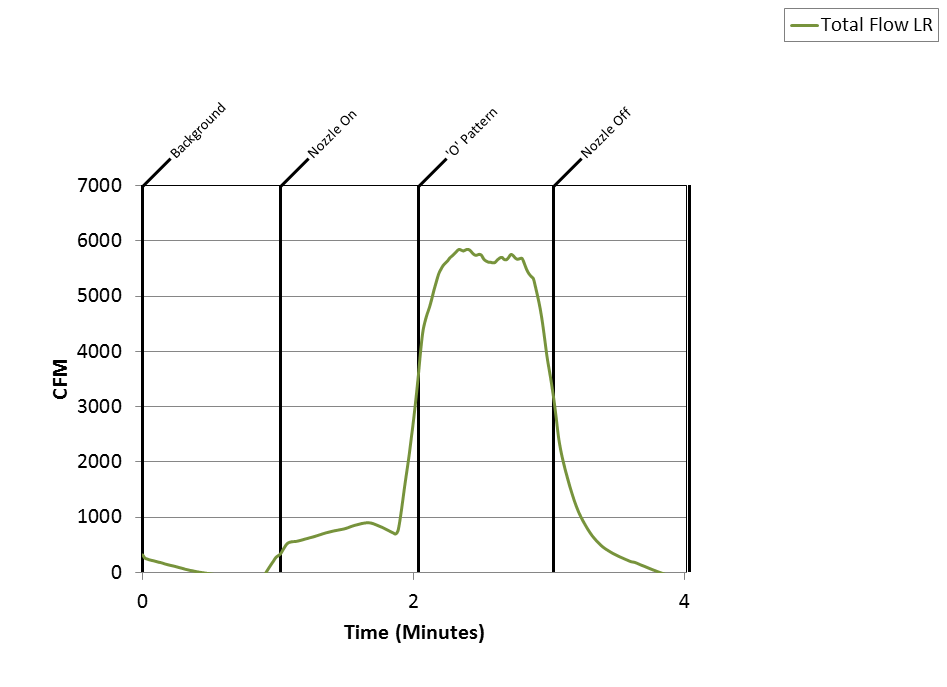 Total Flow LR
Background
Nozzle On
'O' Pattern
Nozzle Off
7000
6000
5000
4000
3000
2000
1000
0
CFM
0 2 4
Time (Minutes)